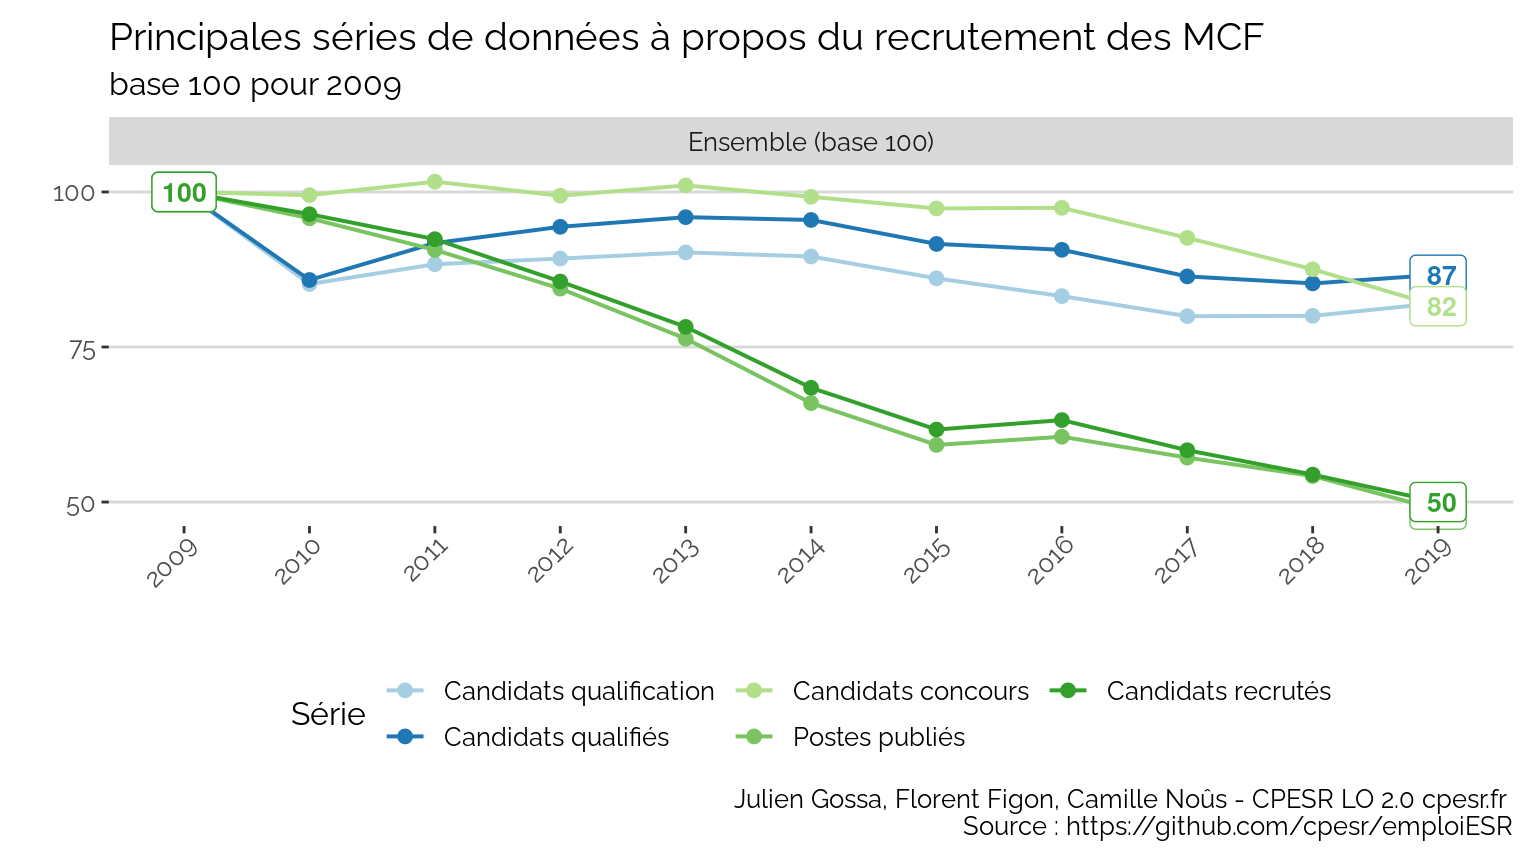 Principales séries de données à propos du recrutement des MCF
base 100 pour 2009
Ensemble (base 100)
100
75
50
100
87
82
50
2009
2010
2011
2012
2013
2014
2015
2016
2017
2018
2019
Série
Candidats qualification
Candidats concours
Candidats recrutés
Candidats qualifiés
Postes publiés
Julien Gossa, Florent Figon, Camille Noûs - CPESR LO 2.0 cpesr.fr
Source : https://github.com/cpesr/emploiESR